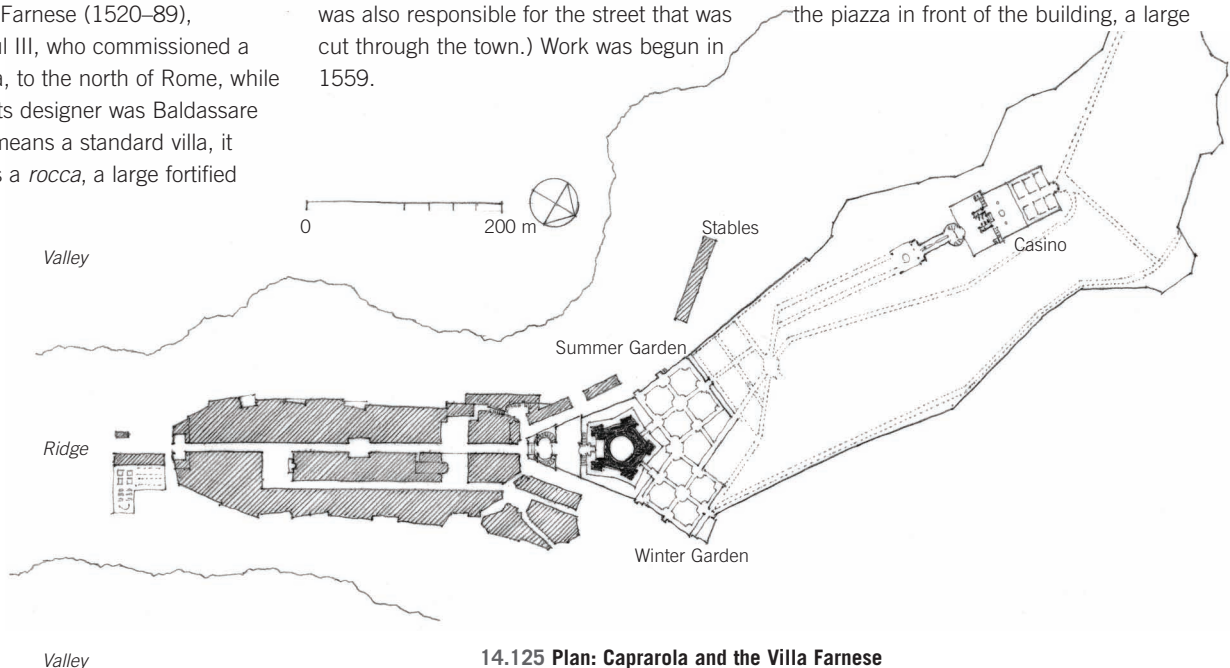 Farnese (1520–89),
ul III, who commissioned a
a, to the north of Rome, while
ts designer was Baldassare
means a standard villa, it
s a rocca, a large fortified
was also responsible for the street that was
cut through the town.) Work was begun in
1559.
the piazza in front of the building, a large
0
200 m
Valley
Stables
Casino
Summer Garden
Ridge
Winter Garden
Valley
14.125 Plan: Caprarola and the Villa Farnese